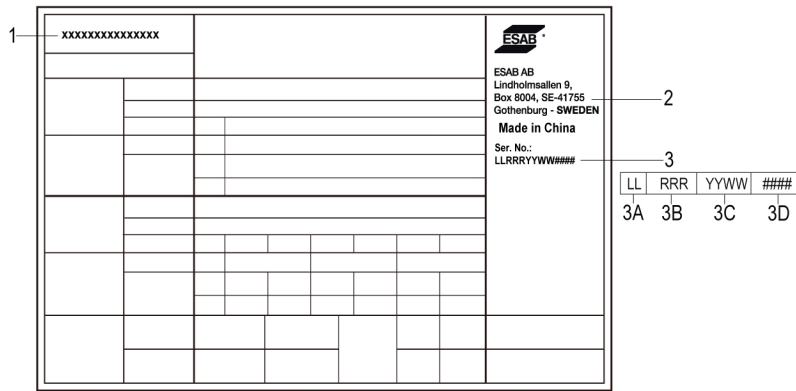 1
xxxxxxxxxxxxxxx
ESAB
ESAB AB
Lindholmsallen 9,
Box 8004, SE-41755
Gothenburg - SWEDEN
2
Made in China
Ser. No.:
LLRRRYYWW####
3
LL RRR YYWW ####
3A 3B 3C 3D